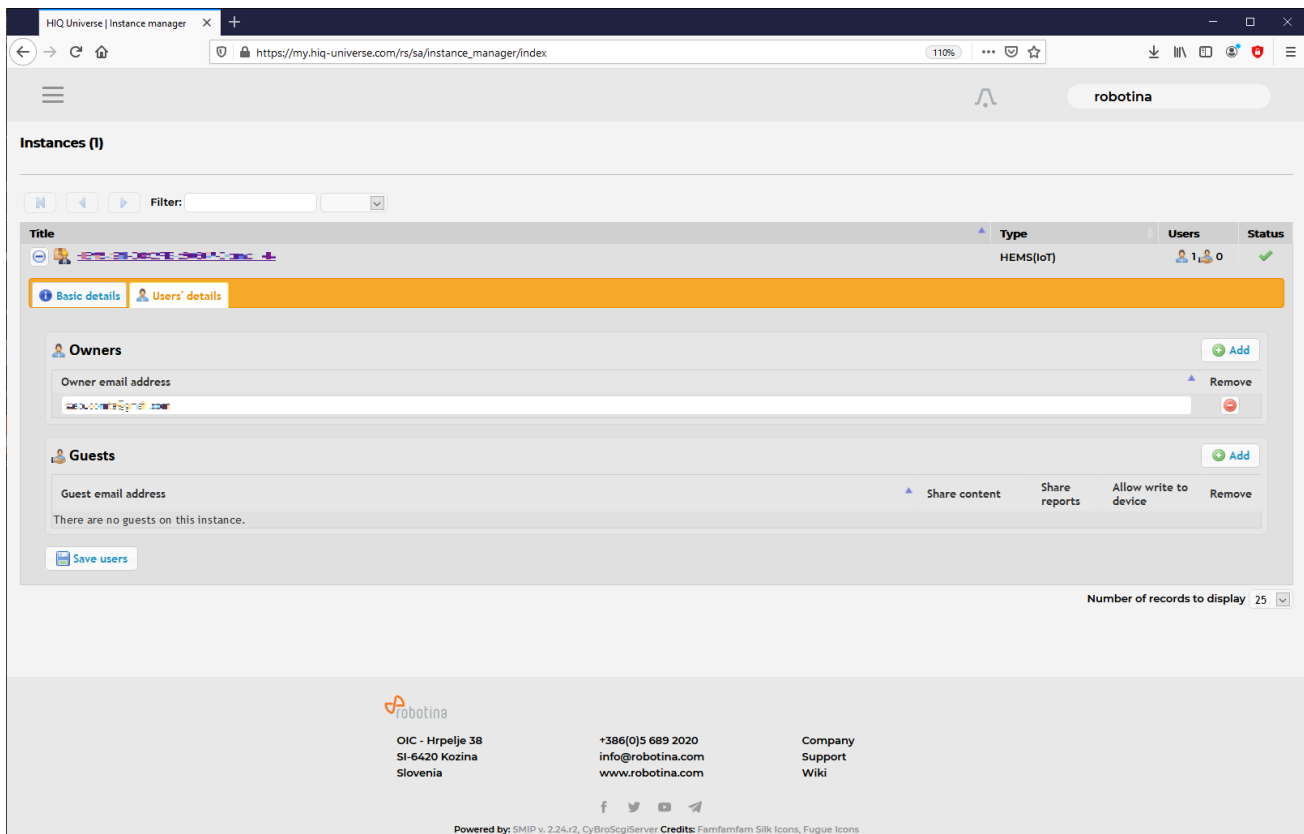 HIQ Universe | Instance manager
https://my.hiq-universe.com/rs/sa/instance_manager/index
110%
robotina
Instances (1)
Filter:
Title Type Users Status
HEMS(IoT) 1 0
Basic details Users' details
Owners Add
Owner email address Remove
Guests Add
Guest email address Share content Share reports Allow write to device Remove
There are no guests on this instance.
Save users
Number of records to display 25
robotina
OIC - Hrpelje 38 +386(0)5 689 2020 Company
SI-6420 Kozina info@robotina.com Support
Slovenia www.robotina.com Wiki
Powered by: SMIP v. 2.24.r2, CyBroScgiServer Credits: Famfamfam Silk Icons, Fugue Icons